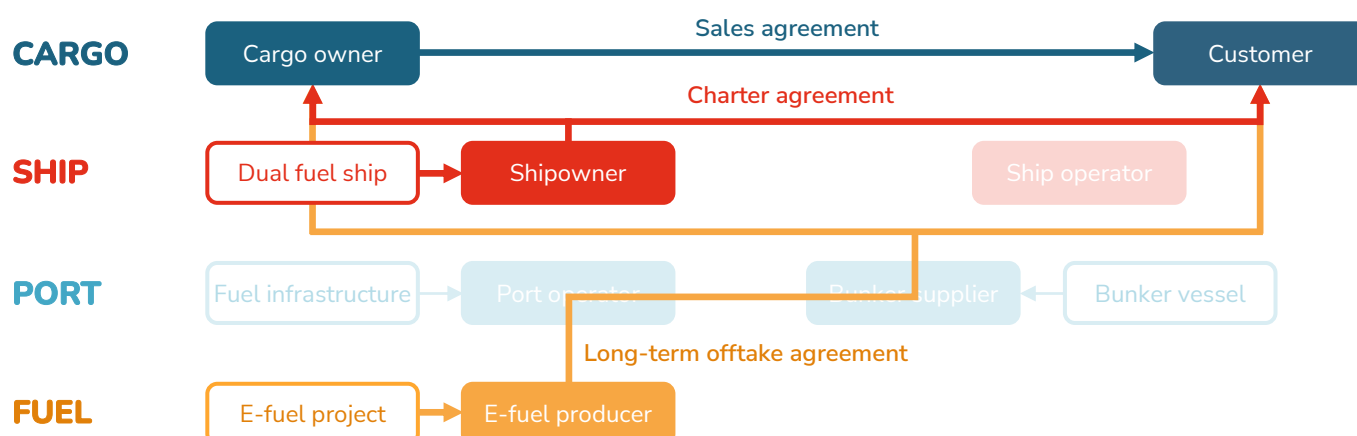 Sales agreement
CARGO
Cargo owner
Customer
Charter agreement
SHIP
Dual fuel ship
Shipowner
Ship operator
PORT
Fuel infrastructure
Port operator
Bunker supplier
Bunker vessel
Long-term offtake agreement
FUEL
E-fuel project
E-fuel producer